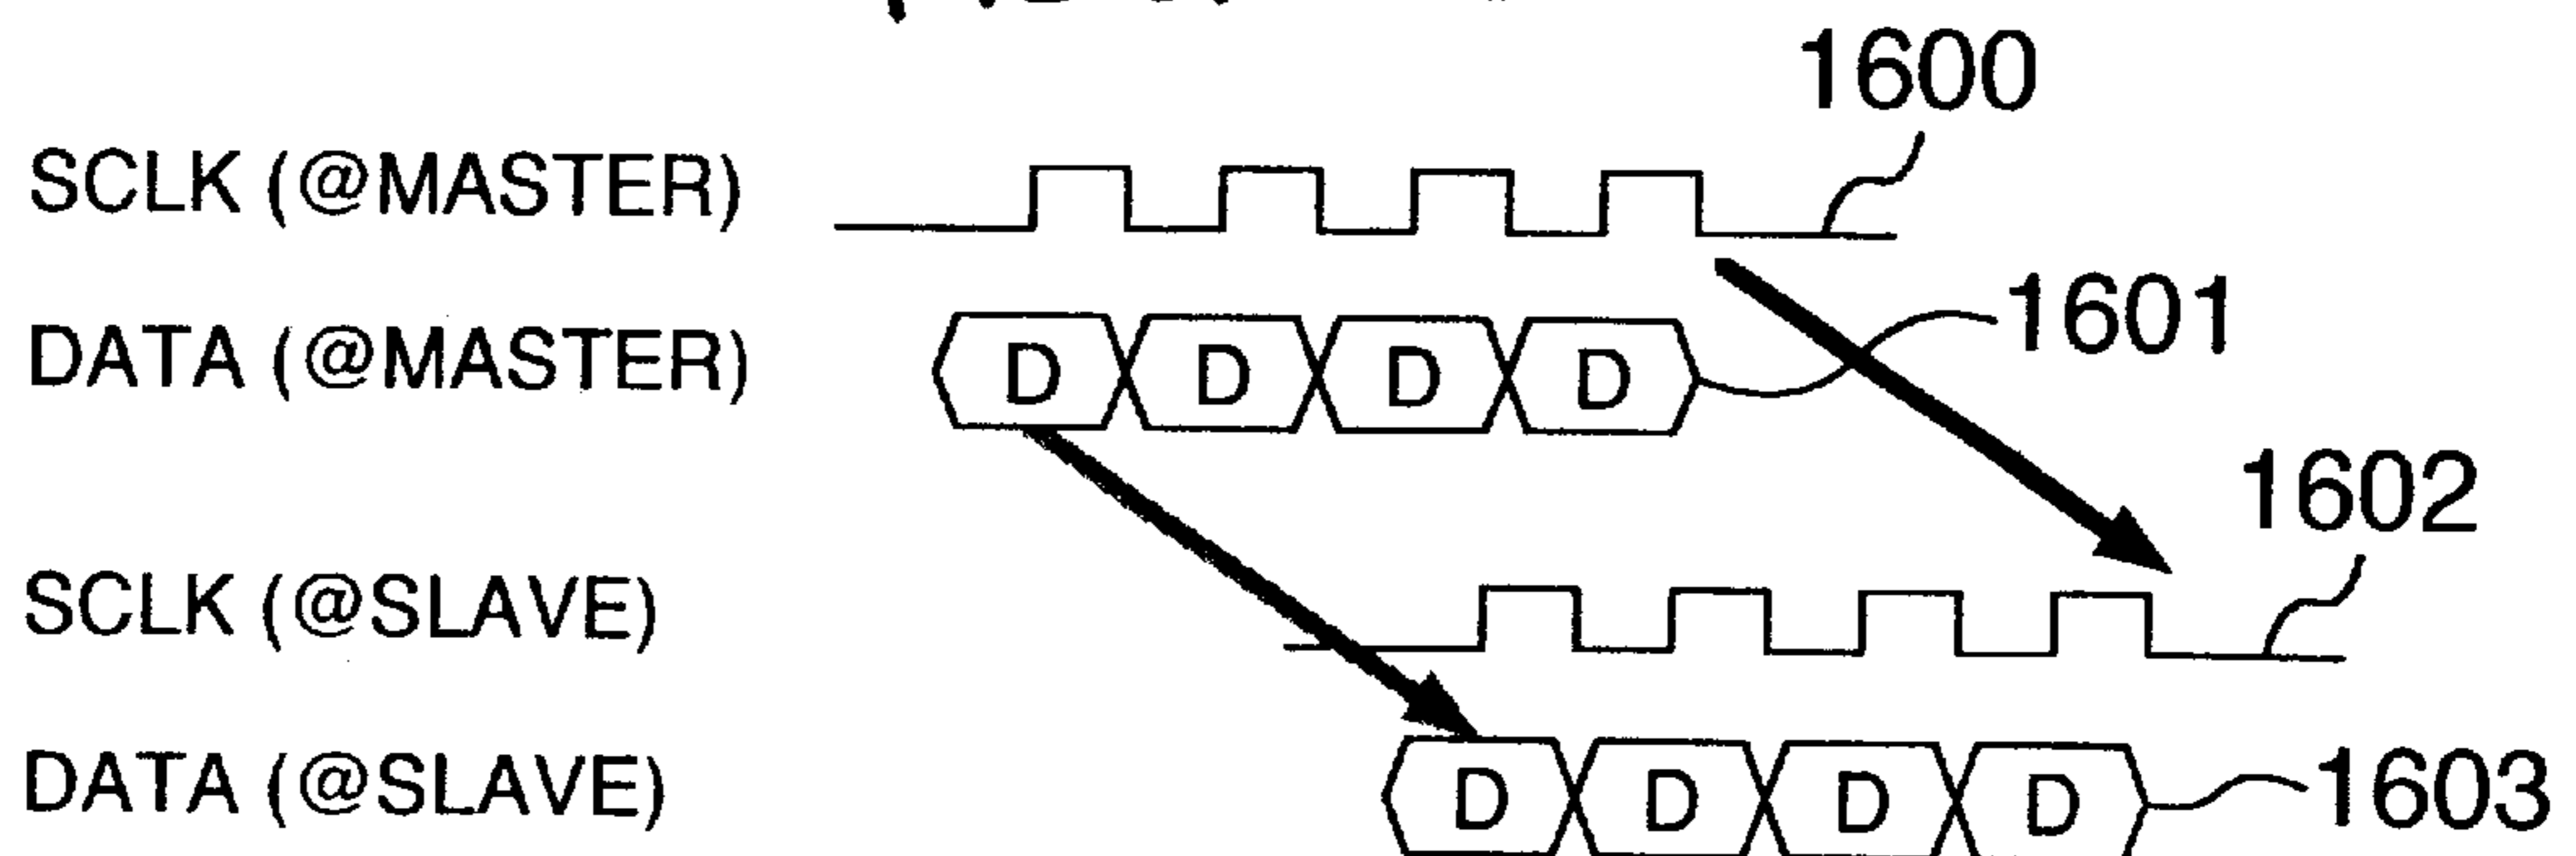 1600
SCLK (@MASTER)
DATA (@MASTER)
D D D D
1601
SCLK (@SLAVE)
1602
DATA (@SLAVE)
D D D D
1603